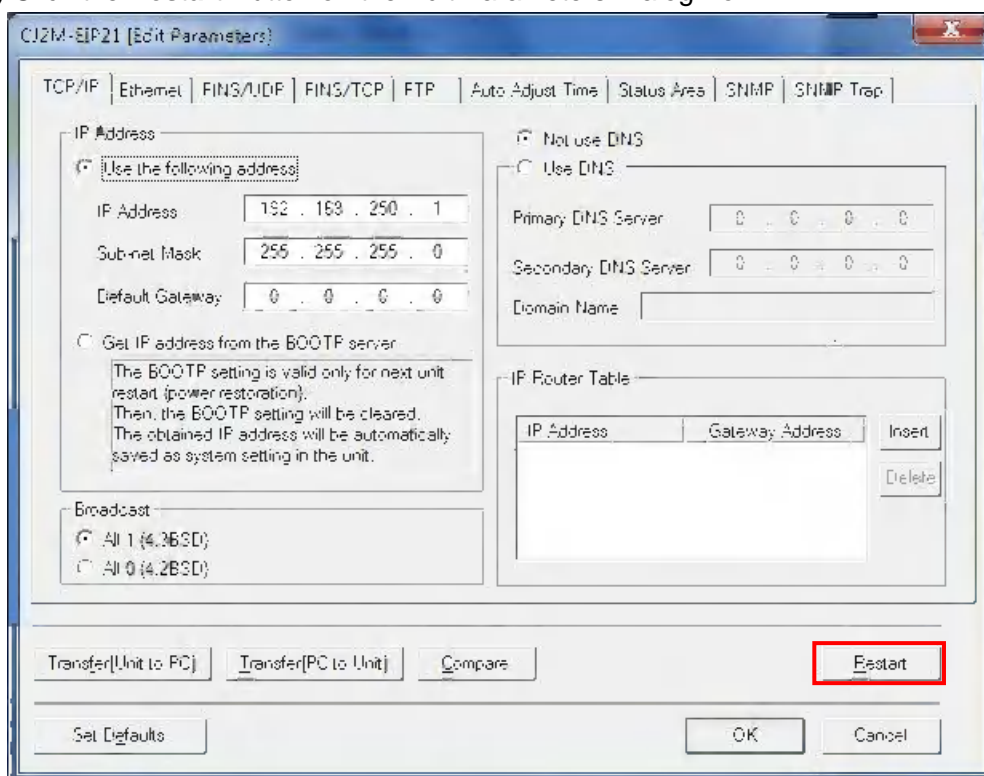 CJ2M-EIP21 [Edit Parameters]
TCP/IP Ethernet FINS/UDP FINS/TCP FTP Auto Adjust Time Status Area SNMP SNMP Trap
IP Address
Use the following address
IP Address 192 . 168 . 250 . 1
Sub-net Mask 255 . 255 . 255 . 0
Default Gateway 0 . 0 . 0 . 0
Get IP address from the BOOTP server
The BOOTP setting is valid only for next unit
restart (power restoration).
Then, the BOOTP setting will be cleared.
The obtained IP address will be automatically
saved as system setting in the unit.
Broadcast
All 1 (4.3BSD)
All 0 (4.2BSD)
Not use DNS
Use DNS
Primary DNS Server 0 . 0 . 0 . 0
Secondary DNS Server 0 . 0 . 0 . 0
Domain Name
IP Router Table
IP Address Gateway Address
Insert
Delete
Transfer[Unit to PC] Transfer[PC to Unit] Compare Restart
Set Defaults OK Cancel